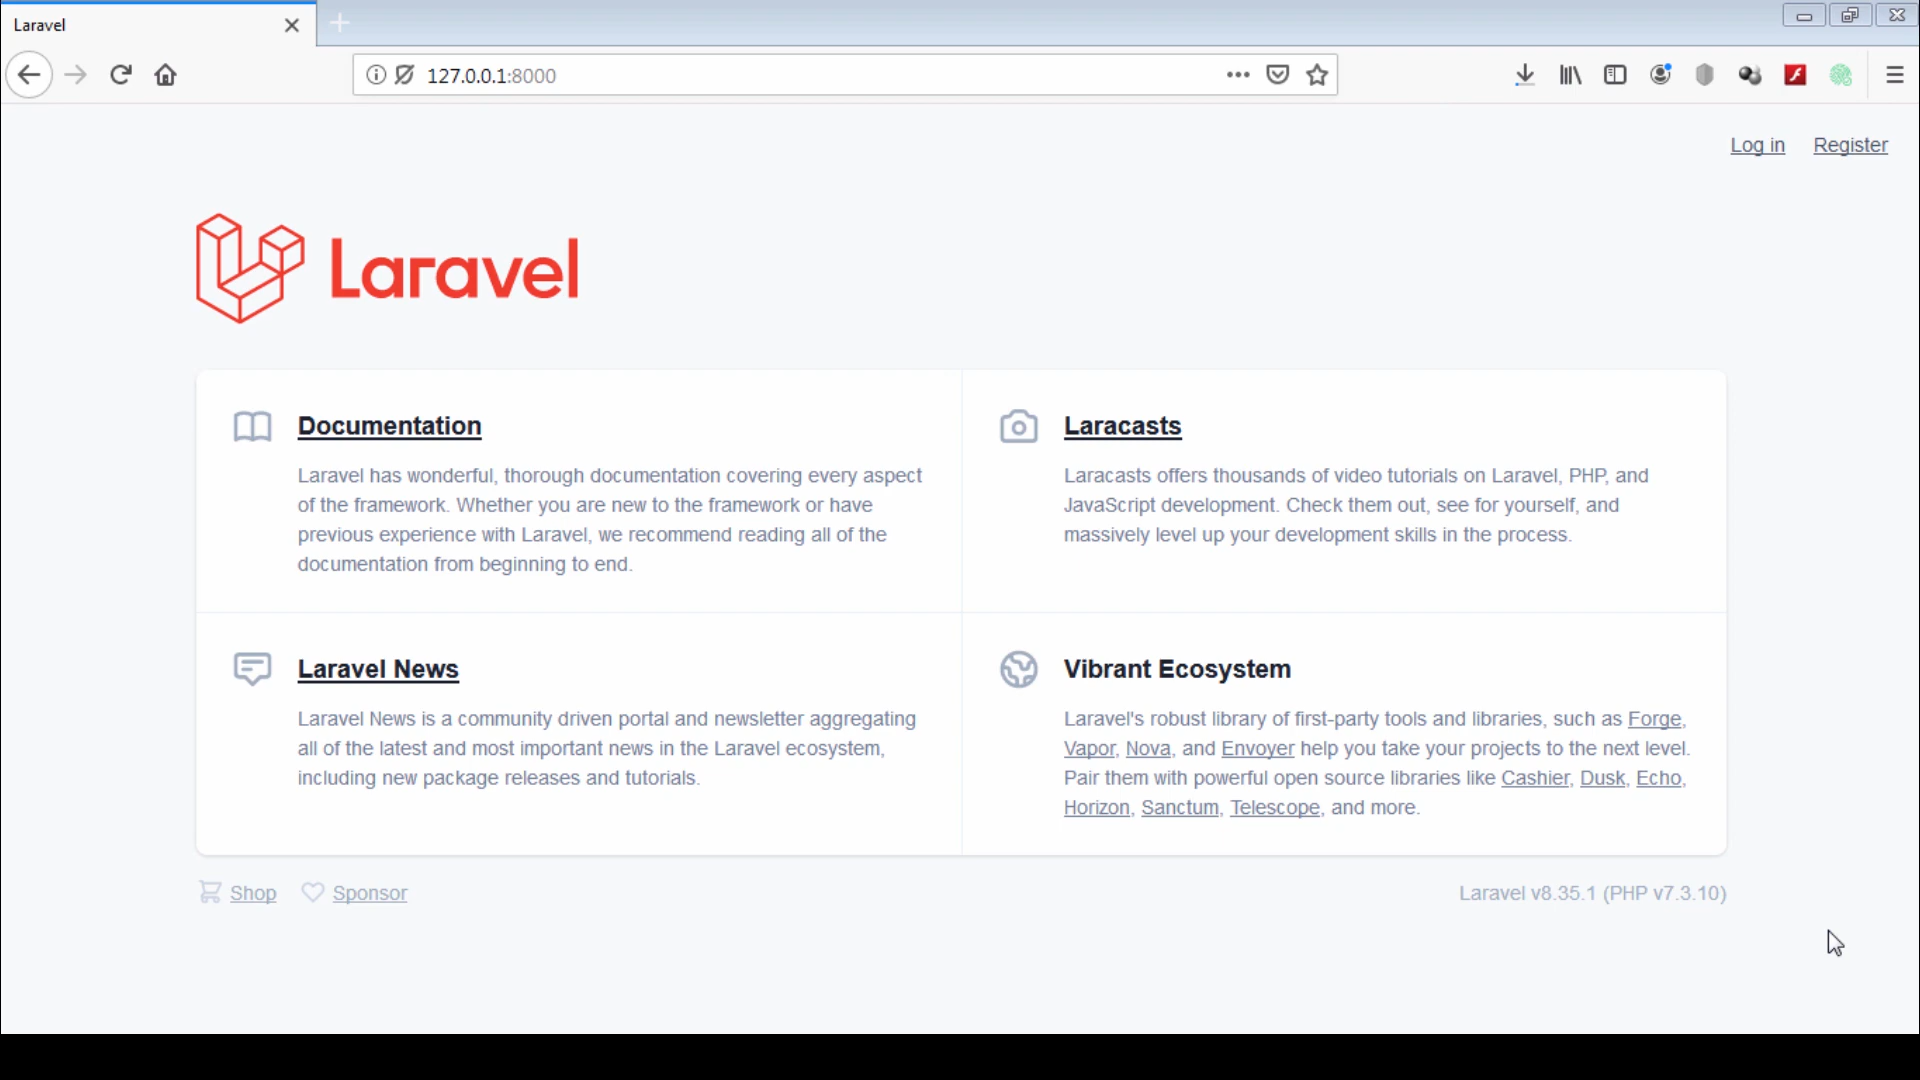 Laravel
127.0.0.1:8000
Log in Register
Laravel
Documentation
Laravel has wonderful, thorough documentation covering every aspect
of the framework. Whether you are new to the framework or have
previous experience with Laravel, we recommend reading all of the
documentation from beginning to end.
Laracasts
Laracasts offers thousands of video tutorials on Laravel, PHP, and
JavaScript development. Check them out, see for yourself, and
massively level up your development skills in the process.
Laravel News
Laravel News is a community driven portal and newsletter aggregating
all of the latest and most important news in the Laravel ecosystem,
including new package releases and tutorials.
Vibrant Ecosystem
Laravel's robust library of first-party tools and libraries, such as Forge,
Vapor, Nova, and Envoyer help you take your projects to the next level.
Pair them with powerful open source libraries like Cashier, Dusk, Echo,
Horizon, Sanctum, Telescope, and more.
Shop Sponsor
Laravel v8.35.1 (PHP v7.3.10)